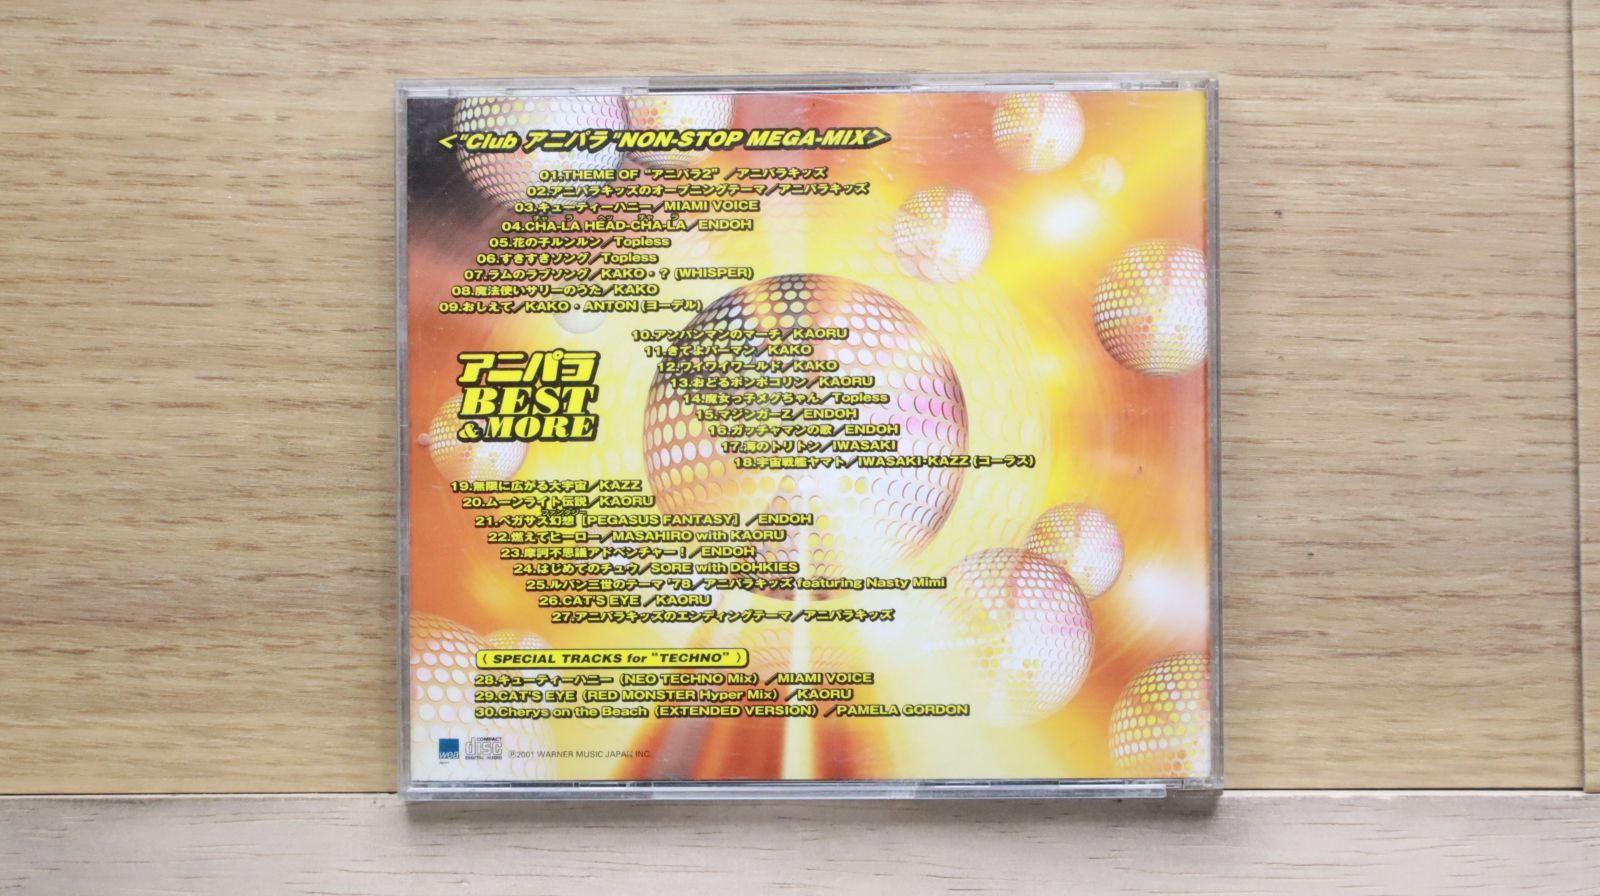 <"Club アニパラ"NON-STOP MEGA-MIX>
01.THEME OF "アニパラ2"／アニパラキッズ
02.アニパラキッズのオープニングテーマ／アニパラキッズ
03.キューティーハニー／MIAMI VOICE
チャ ラ ヘッ チャ ラ
04.CHA-LA HEAD-CHA-LA／ENDOH
05.花の子ルンルン／Topless
06.すきすきソング／Topless
07.ラムのラブソング／KAKO・？(WHISPER)
08.魔法使いサリーのうた／KAKO
09.おしえて／KAKO・ANTON (ヨーデル)
10.アンパンマンのマーチ／KAORU
11.きてよパーマン／KAKO
12.ワイワイワールド／KAKO
13.おどるポンポコリン／KAORU
14.魔女っ子メグちゃん／Topless
15.マジンガーZ／ENDOH
16.ガッチャマンの歌／ENDOH
17.海のトリトン／IWASAKI
18.宇宙戦艦ヤマト／IWASAKI・KAZZ (コーラス)
アニパラ
BEST
& MORE
19.無限に広がる大宇宙／KAZZ
20.ムーンライト伝説／KAORU
ファンタジー
21.ペガサス幻想［PEGASUS FANTASY］／ENDOH
22.燃えてヒーロー／MASAHIRO with KAORU
23.摩訶不思議アドベンチャー！／ENDOH
24.はじめてのチュウ／SORE with DOHKIES
25.ルパン三世のテーマ '78／アニパラキッズ featuring Nasty Mimi
26.CAT'S EYE／KAORU
27.アニパラキッズのエンディングテーマ／アニパラキッズ
〈 SPECIAL TRACKS for "TECHNO" 〉
28.キューティーハニー（NEO TECHNO Mix）／MIAMI VOICE
29.CAT'S EYE（RED MONSTER Hyper Mix）／KAORU
30.Cherys on the Beach（EXTENDED VERSION）／PAMELA GORDON
wea
COMPACT
disc
DIGITAL AUDIO
℗2001 WARNER MUSIC JAPAN INC.